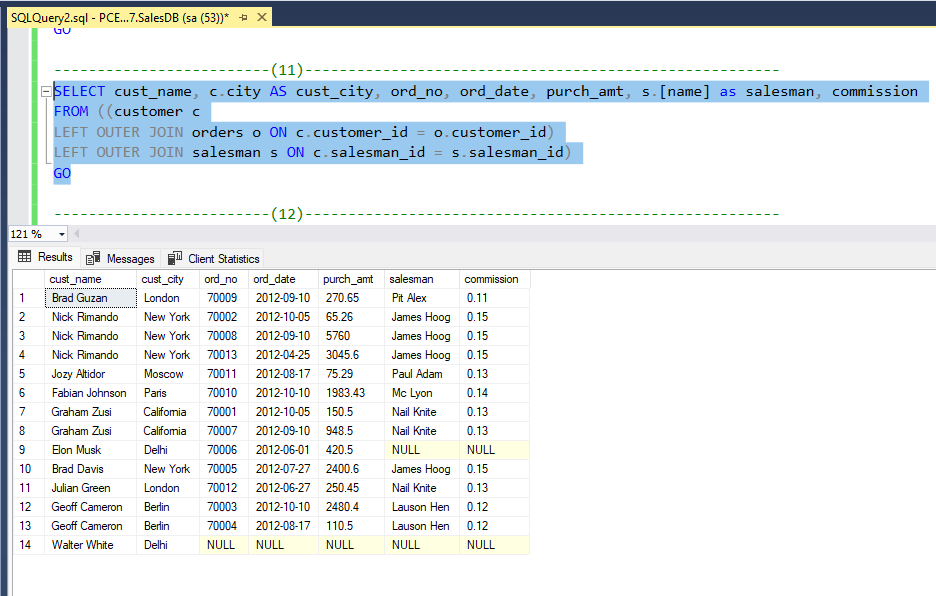 SQLQuery2.sql - PCE...7.SalesDB (sa (53))*
GO
-------------------------(11)-------------------------------------------------------
SELECT cust_name, c.city AS cust_city, ord_no, ord_date, purch_amt, s.[name] as salesman, commission
FROM ((customer c
LEFT OUTER JOIN orders o ON c.customer_id = o.customer_id)
LEFT OUTER JOIN salesman s ON c.salesman_id = s.salesman_id)
GO
-------------------------(12)-------------------------------------------------------
121 %
Results Messages Client Statistics
cust_name cust_city ord_no ord_date purch_amt salesman commission
1 Brad Guzan London 70009 2012-09-10 270.65 Pit Alex 0.11
2 Nick Rimando New York 70002 2012-10-05 65.26 James Hoog 0.15
3 Nick Rimando New York 70008 2012-09-10 5760 James Hoog 0.15
4 Nick Rimando New York 70013 2012-04-25 3045.6 James Hoog 0.15
5 Jozy Altidor Moscow 70011 2012-08-17 75.29 Paul Adam 0.13
6 Fabian Johnson Paris 70010 2012-10-10 1983.43 Mc Lyon 0.14
7 Graham Zusi California 70001 2012-10-05 150.5 Nail Knite 0.13
8 Graham Zusi California 70007 2012-09-10 948.5 Nail Knite 0.13
9 Elon Musk Delhi 70006 2012-06-01 420.5 NULL NULL
10 Brad Davis New York 70005 2012-07-27 2400.6 James Hoog 0.15
11 Julian Green London 70012 2012-06-27 250.45 Nail Knite 0.13
12 Geoff Cameron Berlin 70003 2012-10-10 2480.4 Lauson Hen 0.12
13 Geoff Cameron Berlin 70004 2012-08-17 110.5 Lauson Hen 0.12
14 Walter White Delhi NULL NULL NULL NULL NULL